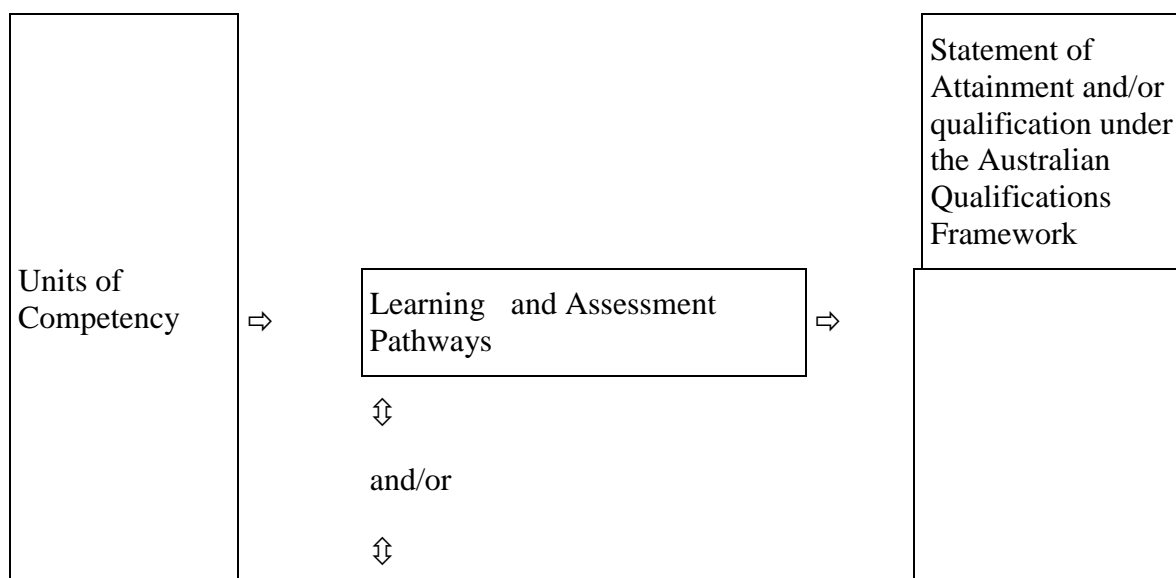 Units of
Competency
⇨
Learning and Assessment
Pathways
⇨
Statement of
Attainment and/or
qualification under
the Australian
Qualifications
Framework
⇳
and/or
⇳